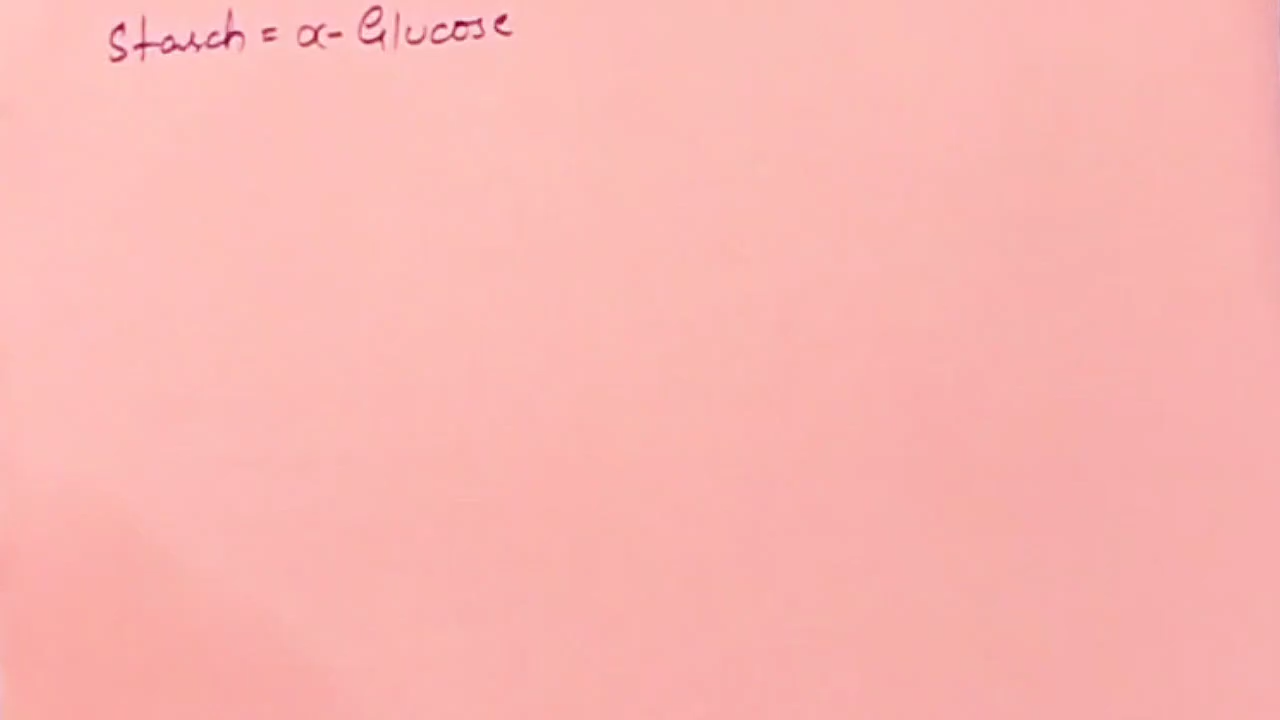 Starch = α- Glucose